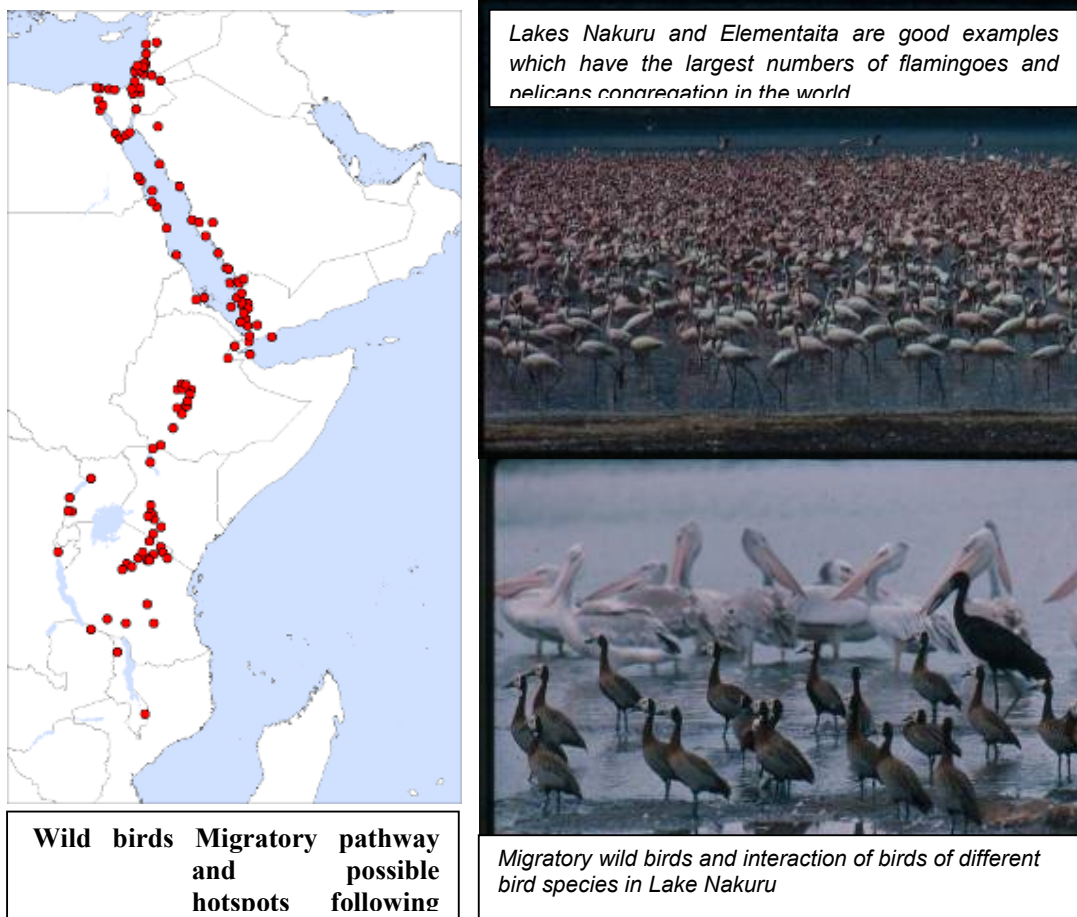 Lakes Nakuru and Elementaita are good examples
which have the largest numbers of flamingoes and
pelicans congregation in the world
Wild birds Migratory pathway
and possible
hotspots following
Migratory wild birds and interaction of birds of different
bird species in Lake Nakuru